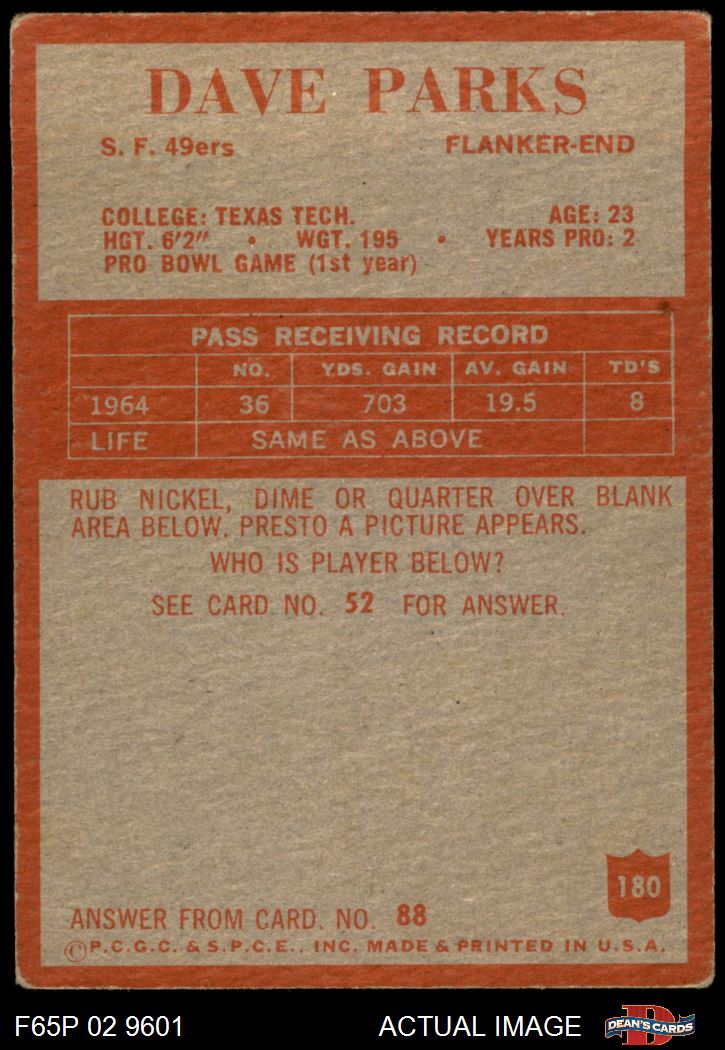 DAVE PARKS
S. F. 49ers FLANKER-END
COLLEGE: TEXAS TECH. AGE: 23
HGT. 6'2" • WGT. 195 • YEARS PRO: 2
PRO BOWL GAME (1st year)
PASS RECEIVING RECORD
NO. YDS. GAIN AV. GAIN TD'S
1964 36 703 19.5 8
LIFE SAME AS ABOVE
RUB NICKEL, DIME OR QUARTER OVER BLANK
AREA BELOW. PRESTO A PICTURE APPEARS.
WHO IS PLAYER BELOW?
SEE CARD NO. 52 FOR ANSWER.
180
ANSWER FROM CARD. NO. 88
©P.C.G.C. & S.P.C.E., INC. MADE & PRINTED IN U.S.A.
F65P 02 9601 ACTUAL IMAGE D DEAN'S CARDS